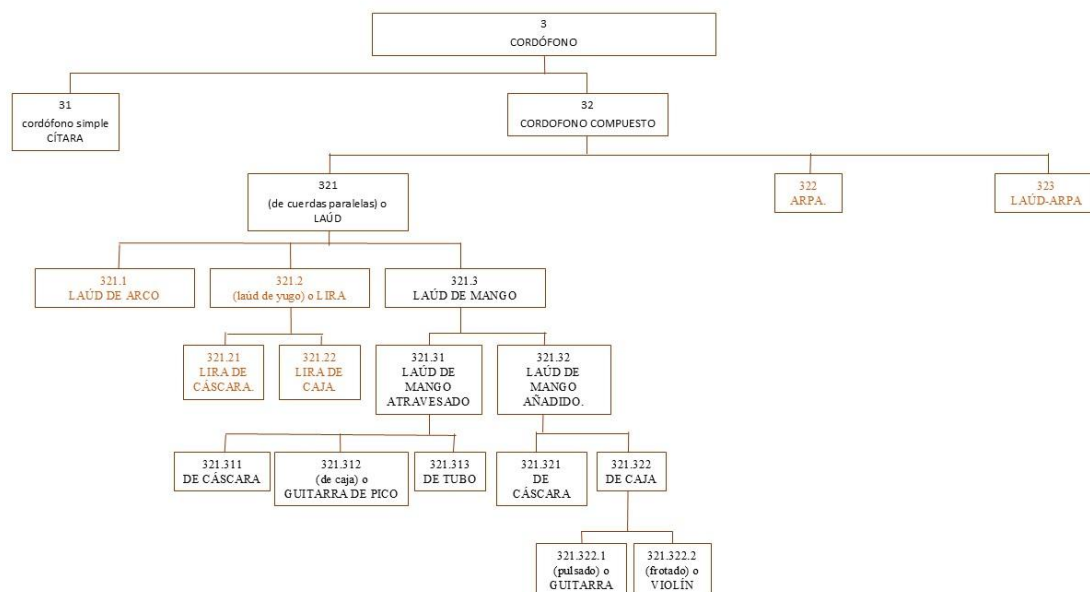 3
CORDÓFONO
31
cordófono simple
CÍTARA
32
CORDOFONO COMPUESTO
321
(de cuerdas paralelas) o
LAÚD
322
ARPA.
323
LAÚD-ARPA
321.1
LAÚD DE ARCO
321.2
(laúd de yugo) o LIRA
321.3
LAÚD DE MANGO
321.21
LIRA DE
CÁSCARA.
321.22
LIRA DE
CAJA.
321.31
LAÚD DE
MANGO
ATRAVESADO
321.32
LAÚD DE
MANGO
AÑADIDO.
321.311
DE CÁSCARA
321.312
(de caja) o
GUITARRA DE PICO
321.313
DE TUBO
321.321
DE
CÁSCARA
321.322
DE CAJA
321.322.1
(pulsado) o
GUITARRA
321.322.2
(frotado) o
VIOLÍN